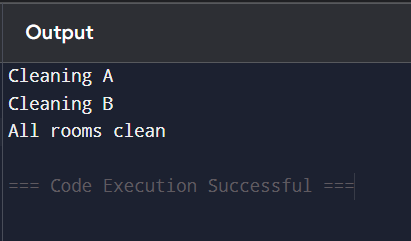 Output
Cleaning A
Cleaning B
All rooms clean
=== Code Execution Successful ===